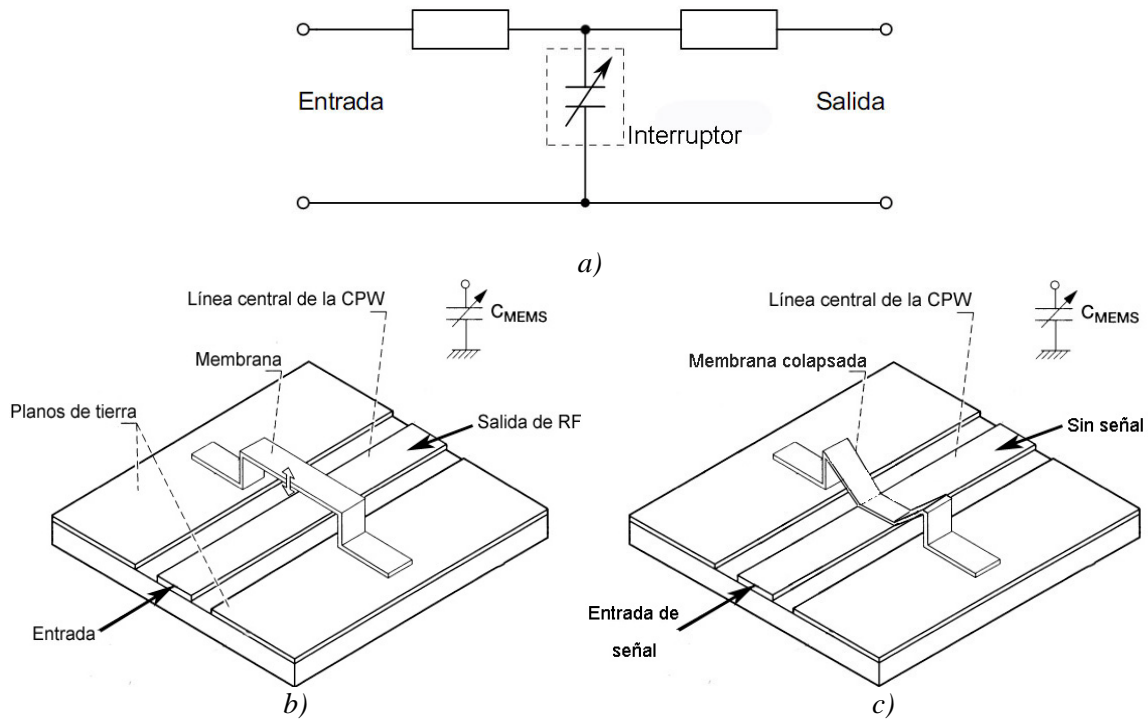 Entrada
Salida
Interruptor
a)
Línea central de la CPW
C_MEMS
Membrana
Planos de tierra
Salida de RF
Entrada
b)
Línea central de la CPW
C_MEMS
Membrana colapsada
Sin señal
Entrada de
señal
c)